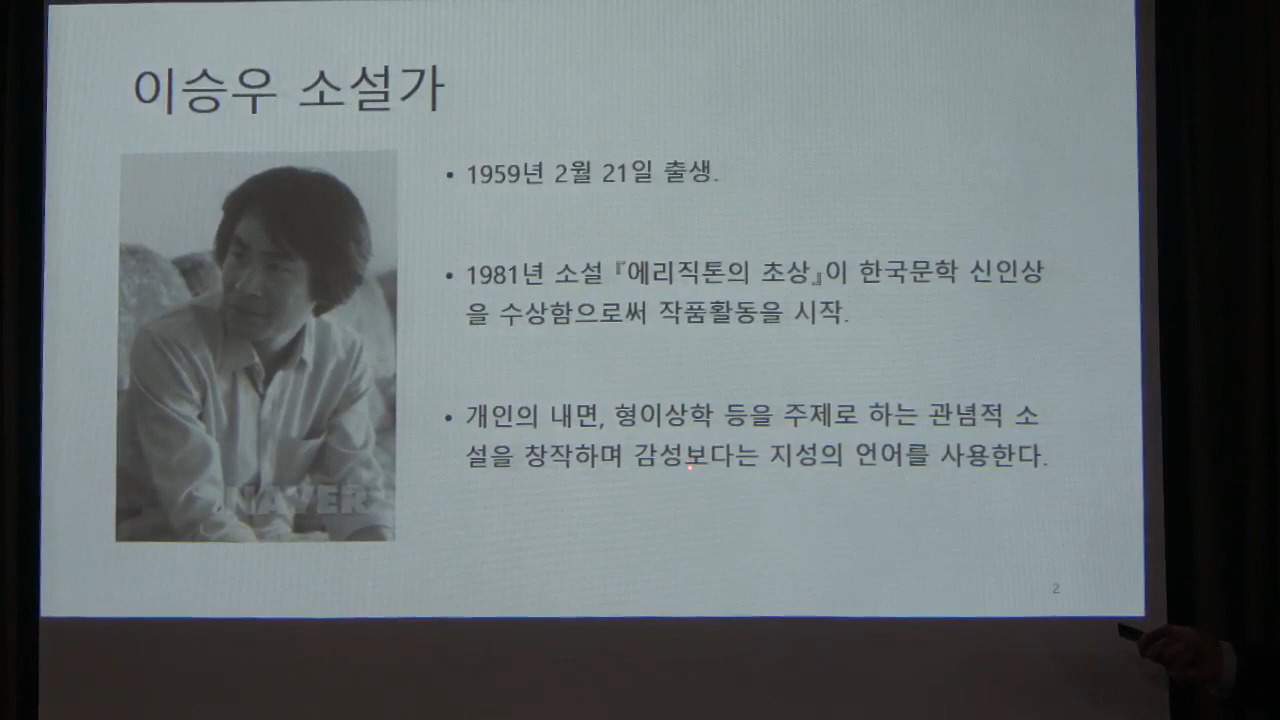 이승우 소설가
• 1959년 2월 21일 출생.
• 1981년 소설 『에리직톤의 초상』이 한국문학 신인상
을 수상함으로써 작품활동을 시작.
• 개인의 내면, 형이상학 등을 주제로 하는 관념적 소
설을 창작하며 감성보다는 지성의 언어를 사용한다.
NAVER
2